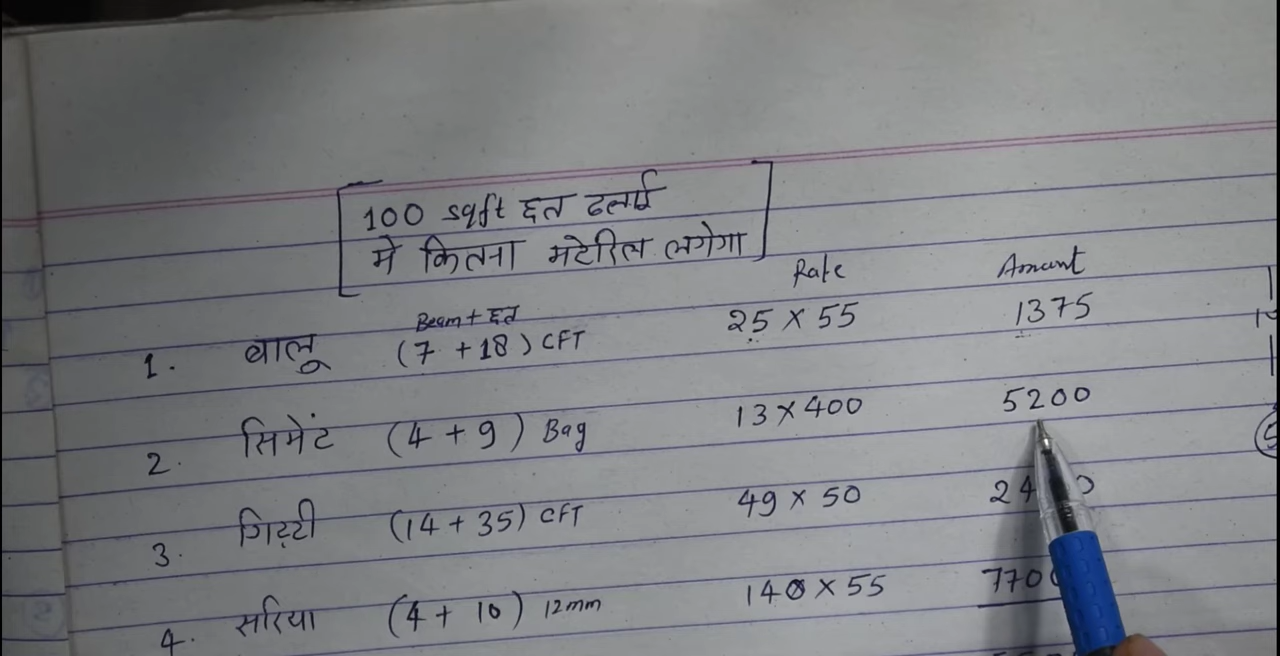 100 sqft छत ढलाई
मे कितना मटेरिल लगेगा
Rate Amount
Beam + छत
1. बालू (7 + 18) CFT 25 × 55 1375
2. सिमेंट (4 + 9) Bag 13 × 400 5200
3. गिट्टी (14 + 35) CFT 49 × 50
4. सरिया (4 + 10) 12mm 140 × 55